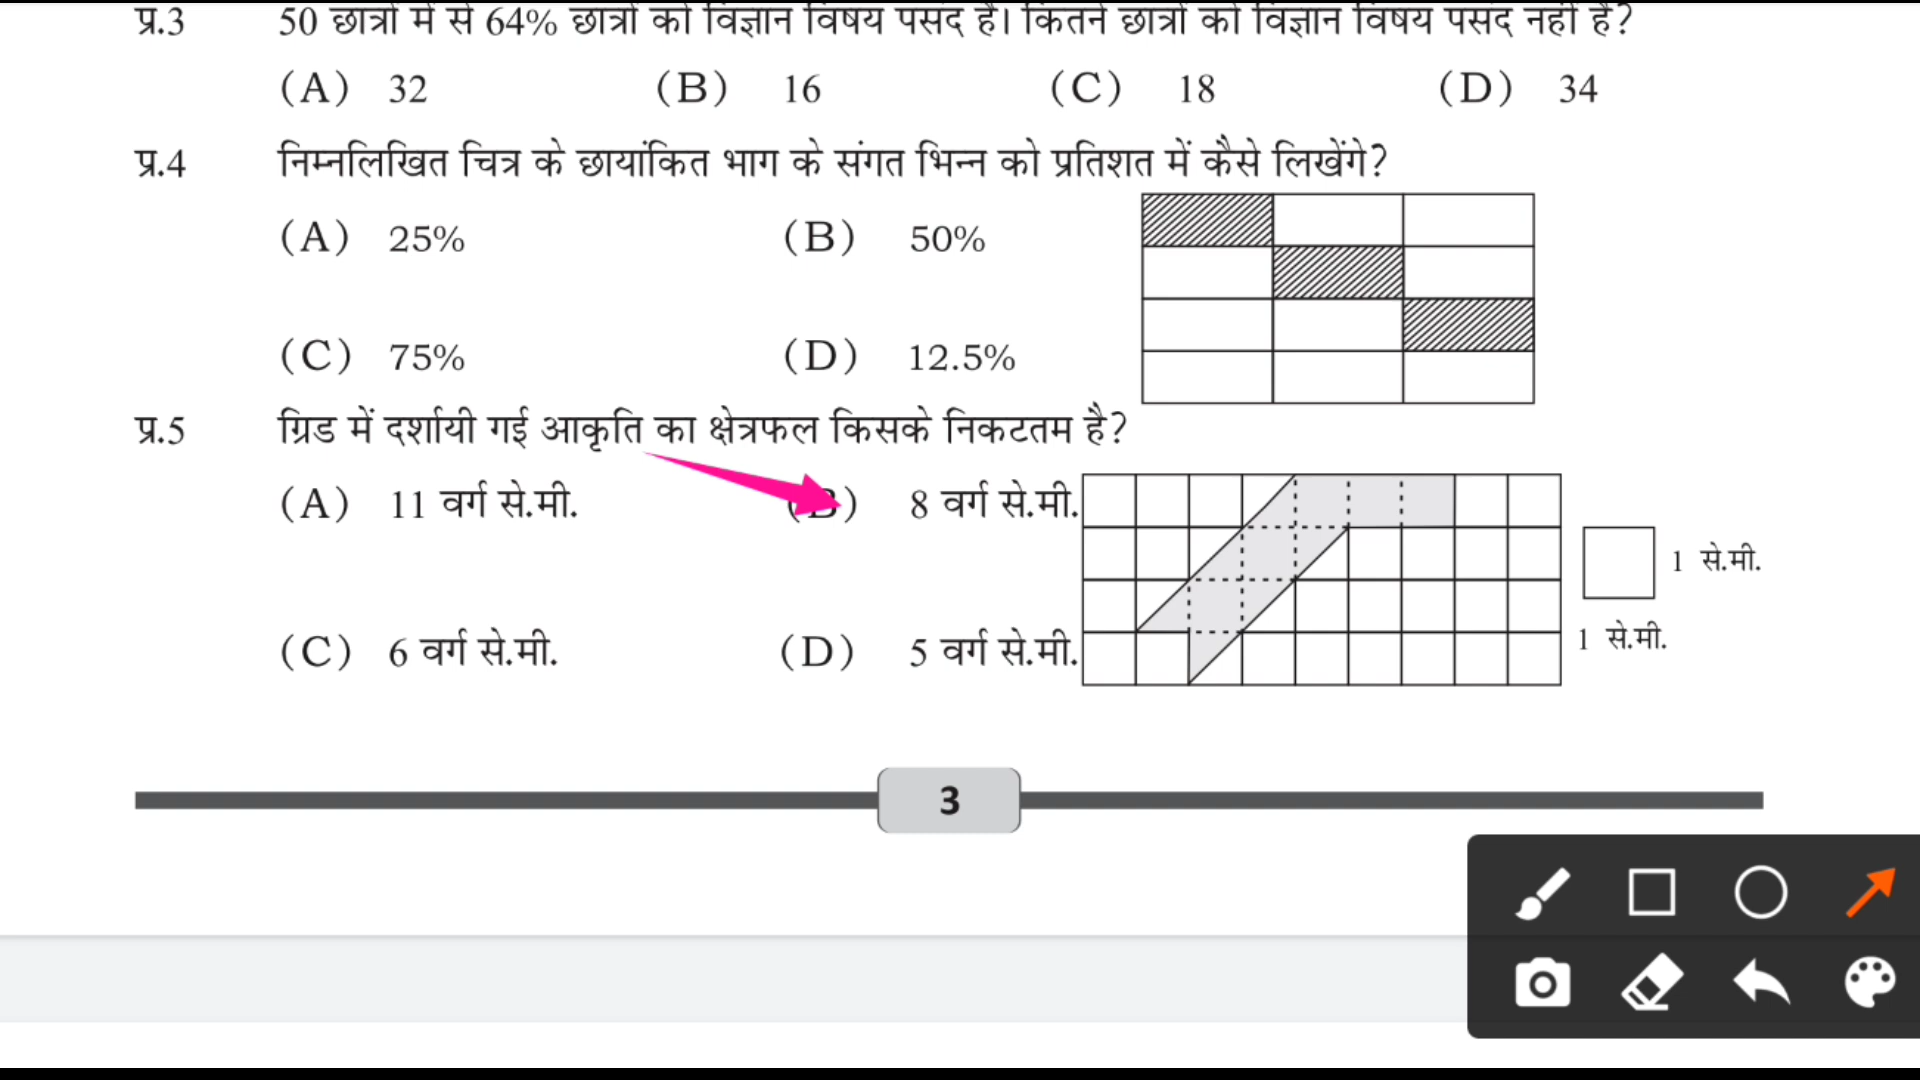 प्र.3 50 छात्रों में से 64% छात्रों को विज्ञान विषय पसंद है। कितने छात्रों को विज्ञान विषय पसंद नहीं है?
(A) 32 (B) 16 (C) 18 (D) 34
प्र.4 निम्नलिखित चित्र के छायांकित भाग के संगत भिन्न को प्रतिशत में कैसे लिखेंगे?
(A) 25% (B) 50%
(C) 75% (D) 12.5%
प्र.5 ग्रिड में दर्शायी गई आकृति का क्षेत्रफल किसके निकटतम है?
(A) 11 वर्ग से.मी. (B) 8 वर्ग से.मी.
1 से.मी.
(C) 6 वर्ग से.मी. (D) 5 वर्ग से.मी.
1 से.मी.
3